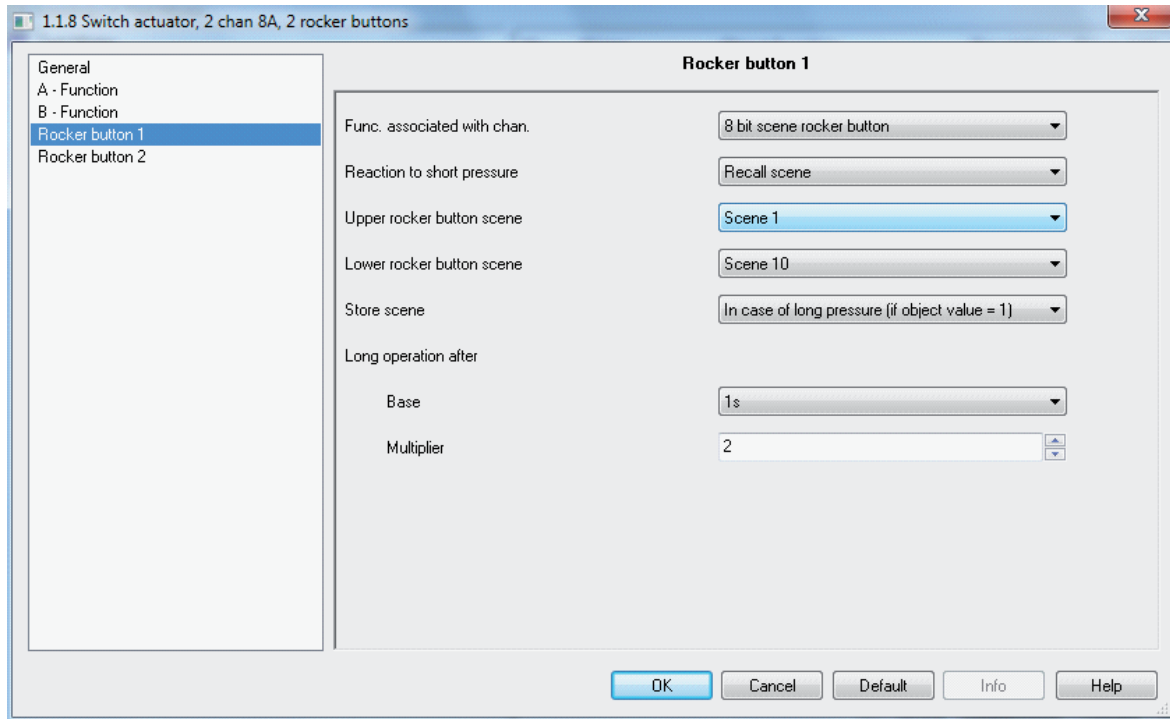 1.1.8 Switch actuator, 2 chan 8A, 2 rocker buttons
General
A - Function
B - Function
Rocker button 1
Rocker button 2
Rocker button 1
Func. associated with chan. 8 bit scene rocker button
Reaction to short pressure Recall scene
Upper rocker button scene Scene 1
Lower rocker button scene Scene 10
Store scene In case of long pressure (if object value = 1)
Long operation after
Base 1s
Multiplier 2
OK Cancel Default Info Help